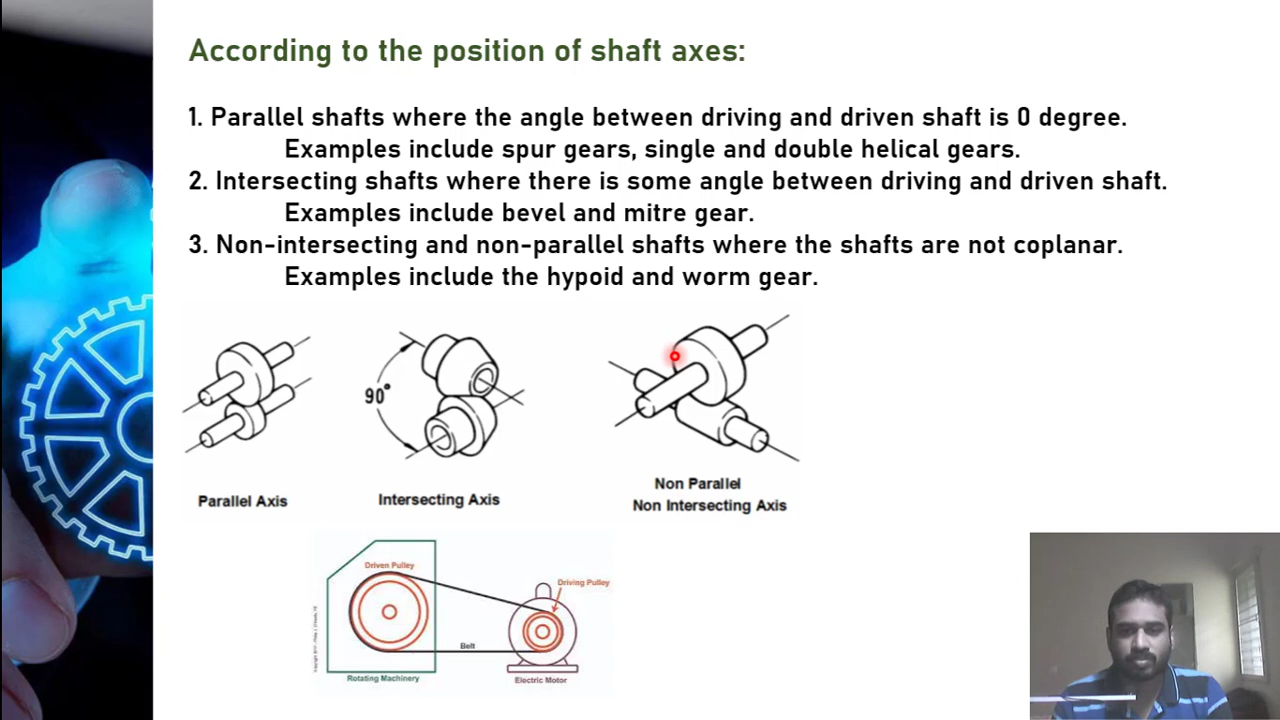 According to the position of shaft axes:
1. Parallel shafts where the angle between driving and driven shaft is 0 degree.
Examples include spur gears, single and double helical gears.
2. Intersecting shafts where there is some angle between driving and driven shaft.
Examples include bevel and mitre gear.
3. Non-intersecting and non-parallel shafts where the shafts are not coplanar.
Examples include the hypoid and worm gear.
90°
Parallel Axis
Intersecting Axis
Non Parallel
Non Intersecting Axis
Driven Pulley
Driving Pulley
Belt
Rotating Machinery
Electric Motor